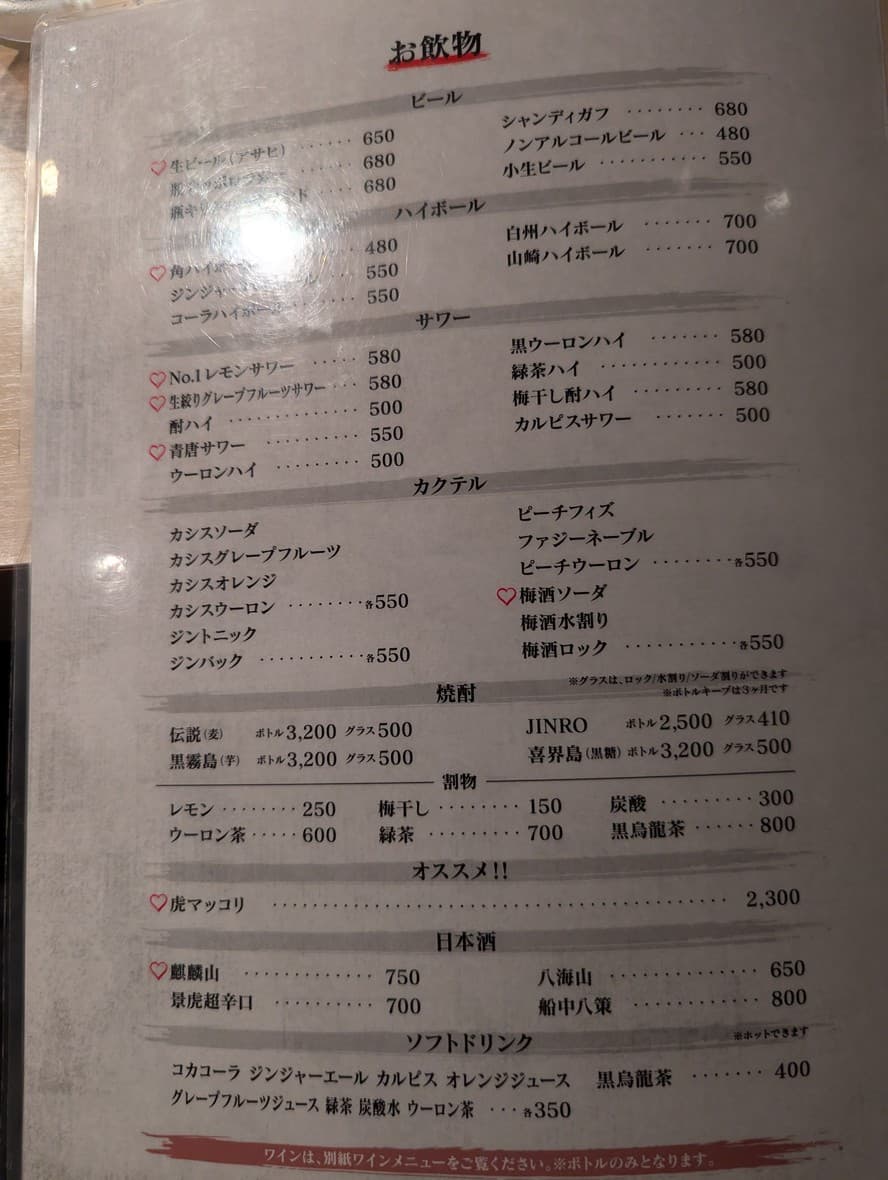 お飲物
ビール
♡生ビール(アサヒ) ······ 650
680
680
シャンディガフ ········ 680
ノンアルコールビール ··· 480
小生ビール ··········· 550
ハイボール
♡角ハイボール 480
ジンジャー 550
コーラハイボール 550
白州ハイボール ······· 700
山崎ハイボール ······· 700
サワー
♡No.1レモンサワー ····· 580
♡生絞りグレープフルーツサワー ··· 580
酎ハイ ············· 500
♡青唐サワー ·········· 550
ウーロンハイ ········· 500
黒ウーロンハイ ······· 580
緑茶ハイ ············ 500
梅干し酎ハイ ········· 580
カルピスサワー ······· 500
カクテル
カシスソーダ
カシスグレープフルーツ
カシスオレンジ
カシスウーロン ········各550
ジントニック
ジンバック ···········各550
ピーチフィズ
ファジーネーブル
ピーチウーロン ········各550
♡梅酒ソーダ
梅酒水割り
梅酒ロック ···········各550
焼酎
※グラスは、ロック/水割り/ソーダ割りができます
※ボトルキープは3ヶ月です
伝説(麦) ボトル3,200 グラス500
黒霧島(芋) ボトル3,200 グラス500
JINRO ボトル2,500 グラス410
喜界島(黒糖) ボトル3,200 グラス500
割物
レモン ········ 250 梅干し ········ 150 炭酸 ········· 300
ウーロン茶 ····· 600 緑茶 ········· 700 黒烏龍茶 ······ 800
オススメ!!
♡虎マッコリ ········································ 2,300
日本酒
♡麒麟山 ············· 750
景虎超辛口 ·········· 700
八海山 ·············· 650
船中八策 ············ 800
ソフトドリンク
※ホットできます
コカコーラ ジンジャーエール カルピス オレンジジュース
グレープフルーツジュース 緑茶 炭酸水 ウーロン茶 ···各350
黒烏龍茶 ······· 400
ワインは、別紙ワインメニューをご覧ください。※ボトルのみとなります。